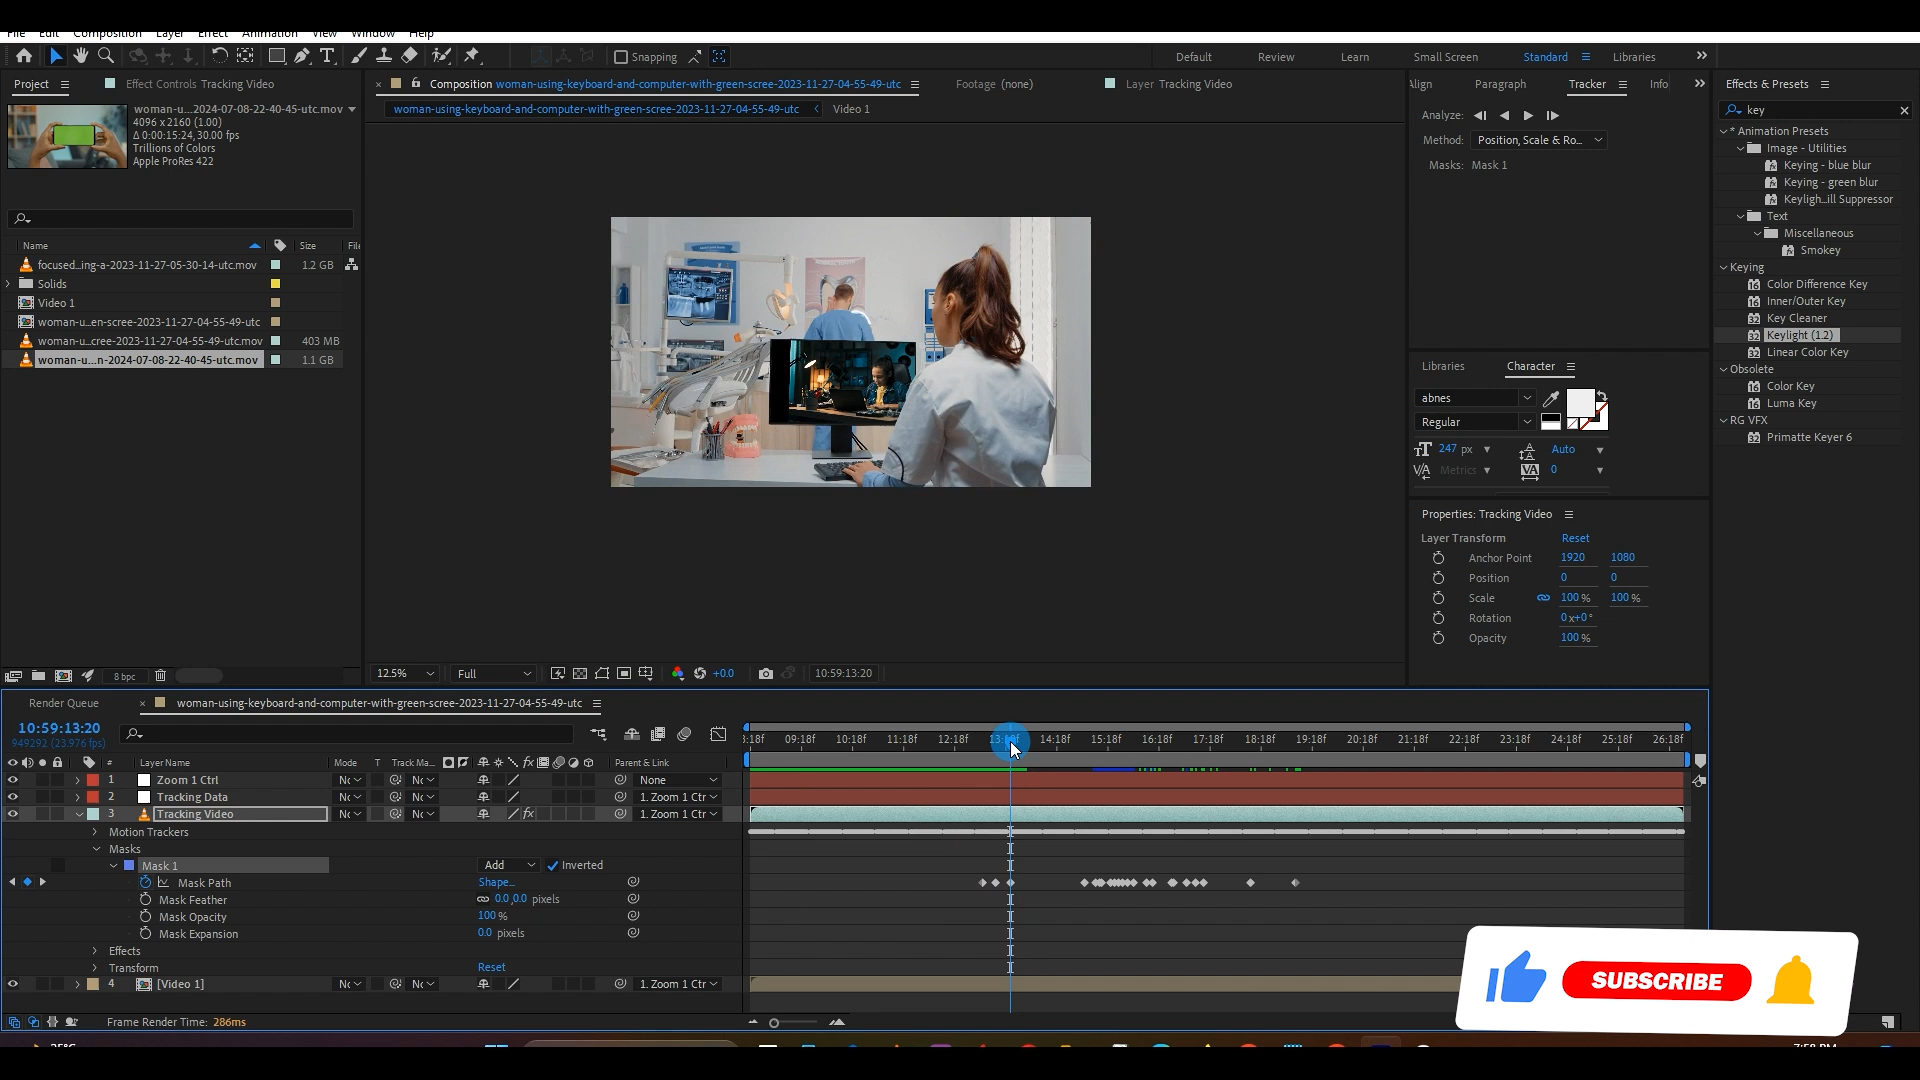 File Edit Composition Layer Effect Animation View Window Help
Snapping
Default Review Learn Small Screen Standard Libraries
Project Effect Controls Tracking Video
woman-u...2024-07-08-22-40-45-utc.mov
4096 x 2160 (1.00)
Δ 0:00:15:24, 30.00 fps
Trillions of Colors
Apple ProRes 422
Name Size File
focused...ing-a-2023-11-27-05-30-14-utc.mov 1.2 GB
Solids
Video 1
woman-u...en-scree-2023-11-27-04-55-49-utc
woman-u...cree-2023-11-27-04-55-49-utc.mov 403 MB
woman-u...n-2024-07-08-22-40-45-utc.mov 1.1 GB
8 bpc
Composition woman-using-keyboard-and-computer-with-green-scree-2023-11-27-04-55-49-utc
Footage (none)
Layer Tracking Video
woman-using-keyboard-and-computer-with-green-scree-2023-11-27-04-55-49-utc Video 1
12.5% Full +0.0 10:59:13:20
Align Paragraph Tracker Info
Analyze:
Method: Position, Scale & Ro...
Masks: Mask 1
Libraries Character
abnes
Regular
247 px Auto
Metrics 0
Properties: Tracking Video
Layer Transform Reset
Anchor Point 1920 1080
Position 0 0
Scale 100 % 100 %
Rotation 0x+0°
Opacity 100 %
Effects & Presets
key
* Animation Presets
Image - Utilities
Keying - blue blur
Keying - green blur
Keyligh...ill Suppressor
Text
Miscellaneous
Smokey
Keying
Color Difference Key
Inner/Outer Key
Key Cleaner
Keylight (1.2)
Linear Color Key
Obsolete
Color Key
Luma Key
RG VFX
Primatte Keyer 6
Render Queue woman-using-keyboard-and-computer-with-green-scree-2023-11-27-04-55-49-utc
10:59:13:20
949292 (23.976 fps)
3:18f 09:18f 10:18f 11:18f 12:18f 13:18f 14:18f 15:18f 16:18f 17:18f 18:18f 19:18f 20:18f 21:18f 22:18f 23:18f 24:18f 25:18f 26:18f
# Layer Name Mode T Track Ma... fx Parent & Link
1 Zoom 1 Ctrl None
2 Tracking Data 1. Zoom 1 Ctr
3 Tracking Video fx 1. Zoom 1 Ctr
Motion Trackers
Masks
Mask 1 Add Inverted
Mask Path Shape...
Mask Feather 0.0,0.0 pixels
Mask Opacity 100 %
Mask Expansion 0.0 pixels
Effects
Transform Reset
4 [Video 1] 1. Zoom 1 Ctr
Frame Render Time: 286ms
SUBSCRIBE